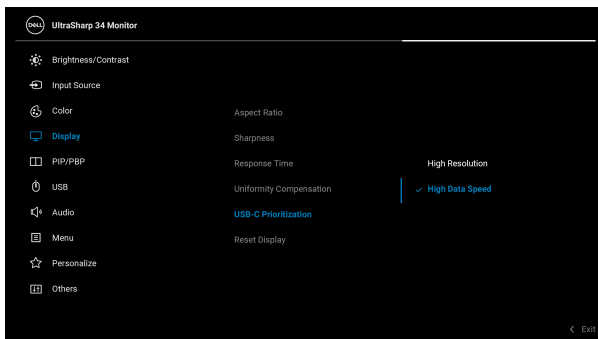 DELL
UltraSharp 34 Monitor
Brightness/Contrast
Input Source
Color
Display
PIP/PBP
USB
Audio
Menu
Personalize
Others
Aspect Ratio
Sharpness
Response Time
Uniformity Compensation
USB-C Prioritization
Reset Display
High Resolution
High Data Speed
Exit